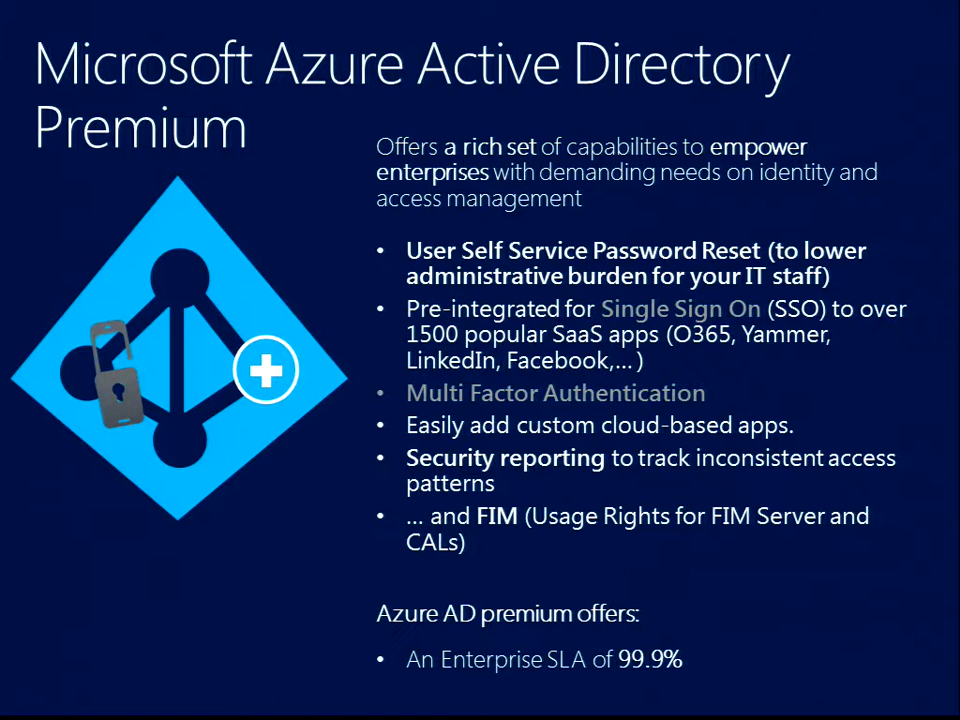 Microsoft Azure Active Directory
Premium
Offers a rich set of capabilities to empower
enterprises with demanding needs on identity and
access management
• User Self Service Password Reset (to lower
administrative burden for your IT staff)
• Pre-integrated for Single Sign On (SSO) to over
1500 popular SaaS apps (O365, Yammer,
LinkedIn, Facebook,...)
• Multi Factor Authentication
• Easily add custom cloud-based apps.
• Security reporting to track inconsistent access
patterns
• ... and FIM (Usage Rights for FIM Server and
CALs)
Azure AD premium offers:
• An Enterprise SLA of 99.9%